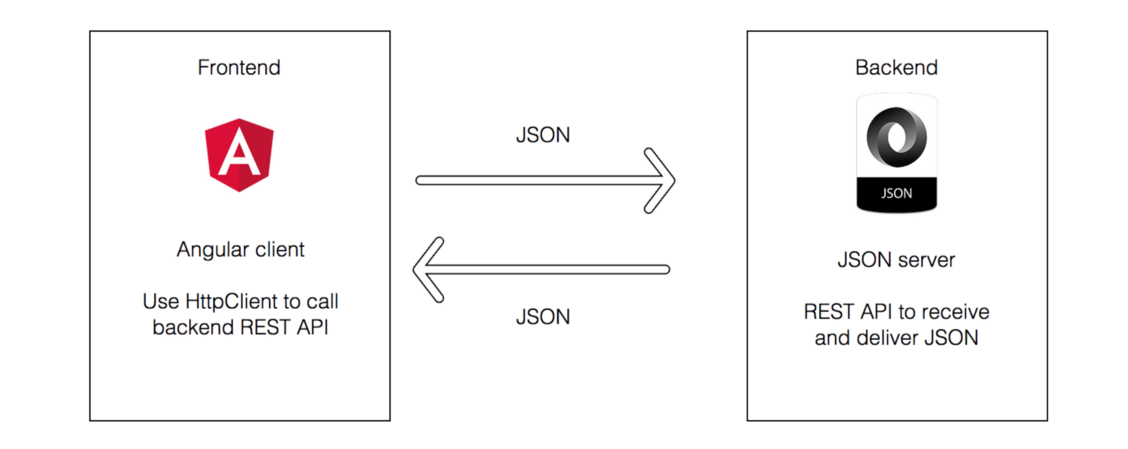 Frontend
A
Angular client
Use HttpClient to call
backend REST API
JSON
JSON
Backend
JSON
JSON server
REST API to receive
and deliver JSON